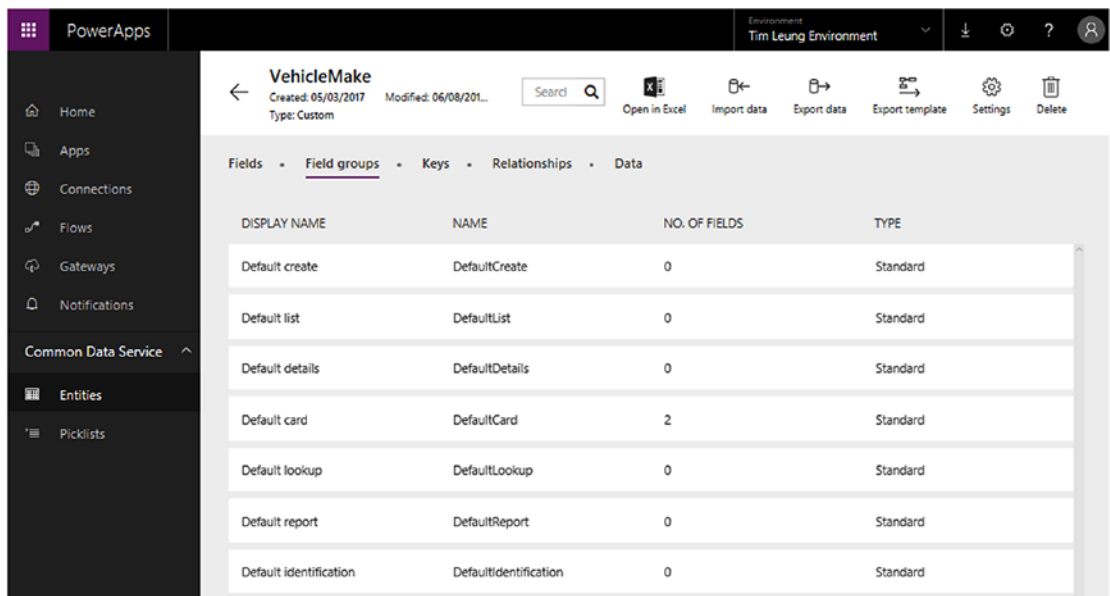 PowerApps
Environment
Tim Leung Environment
?
VehicleMake
Created: 05/03/2017 Modified: 06/08/201...
Type: Custom
Search
Open in Excel Import data Export data Export template Settings Delete
Home
Apps
Connections
Flows
Gateways
Notifications
Common Data Service
Entities
Picklists
Fields Field groups Keys Relationships Data
DISPLAY NAME NAME NO. OF FIELDS TYPE
Default create DefaultCreate 0 Standard
Default list DefaultList 0 Standard
Default details DefaultDetails 0 Standard
Default card DefaultCard 2 Standard
Default lookup DefaultLookup 0 Standard
Default report DefaultReport 0 Standard
Default identification DefaultIdentification 0 Standard